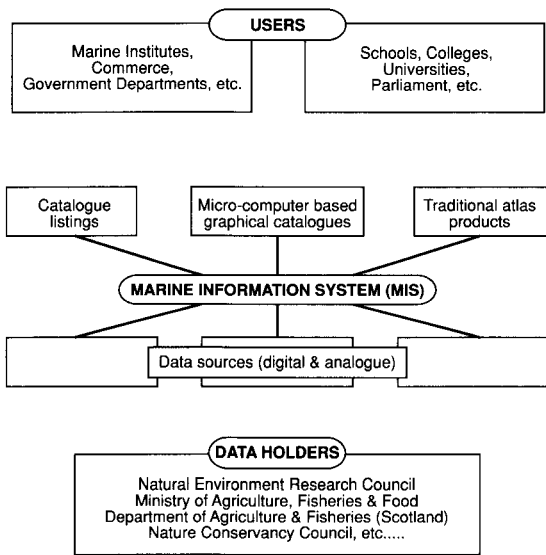 USERS
Marine Institutes,
Commerce,
Government Departments, etc.
Schools, Colleges,
Universities,
Parliament, etc.
Catalogue
listings
Micro-computer based
graphical catalogues
Traditional atlas
products
MARINE INFORMATION SYSTEM (MIS)
Data sources (digital & analogue)
DATA HOLDERS
Natural Environment Research Council
Ministry of Agriculture, Fisheries & Food
Department of Agriculture & Fisheries (Scotland)
Nature Conservancy Council, etc.....